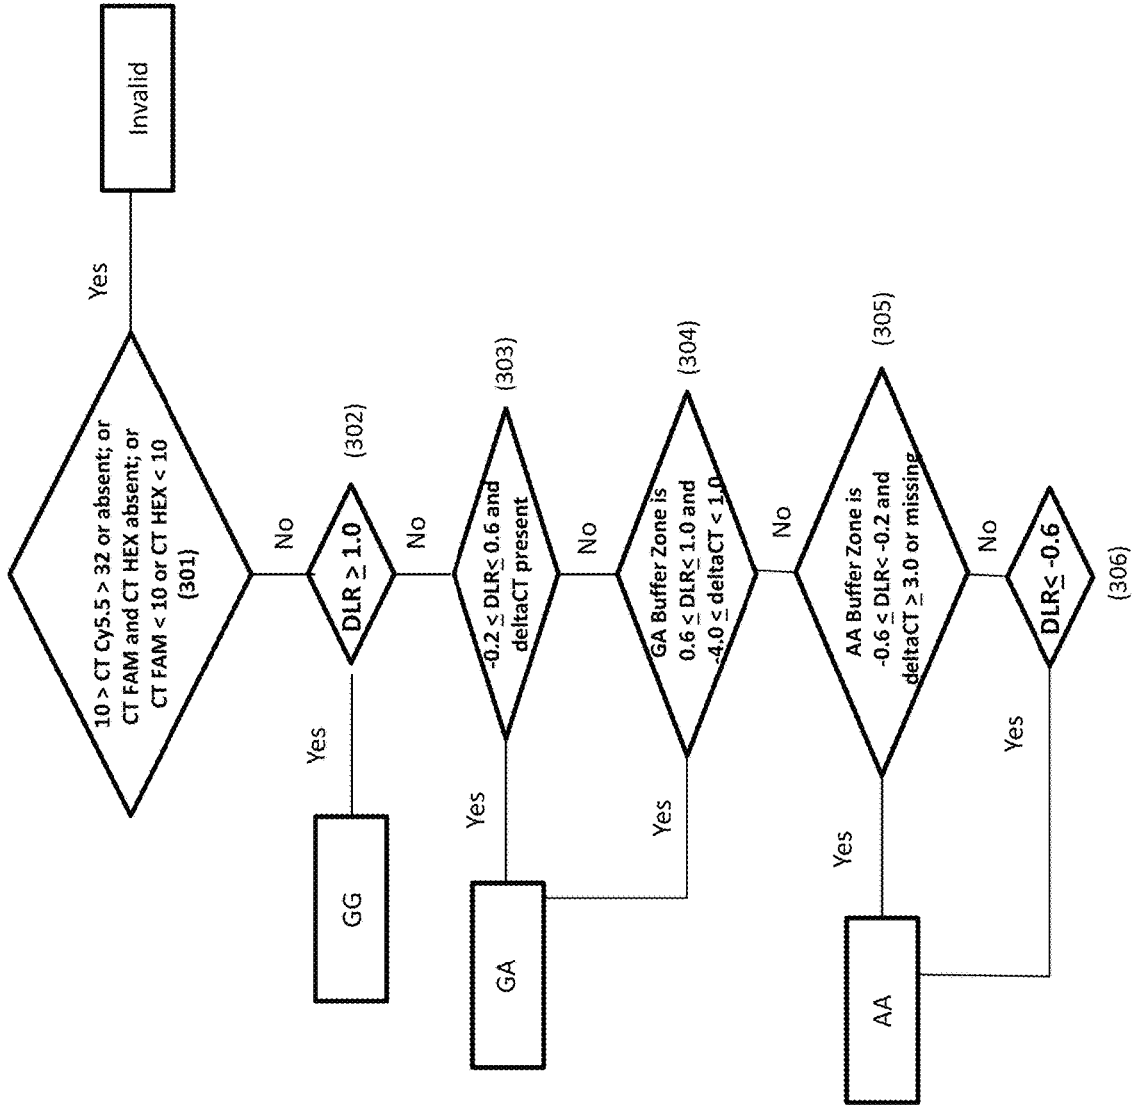 10 > CT Cy5.5 > 32 or absent; or
CT FAM and CT HEX absent; or
CT FAM < 10 or CT HEX < 10
(301)
Yes
Invalid
No
DLR ≥ 1.0
(302)
Yes
GG
No
-0.2 ≤ DLR≤ 0.6 and
deltaCT present
(303)
Yes
GA
No
GA Buffer Zone is
0.6 ≤ DLR≤ 1.0 and
-4.0 ≤ deltaCT < 1.0
(304)
Yes
No
AA Buffer Zone is
-0.6 ≤ DLR< -0.2 and
deltaCT ≥ 3.0 or missing
(305)
Yes
AA
No
DLR≤ -0.6
(306)
Yes